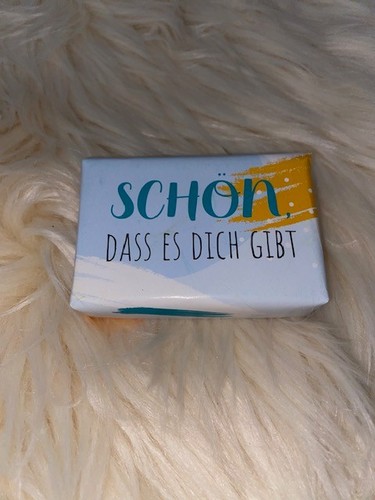 SCHÖN,
DASS ES DICH GIBT